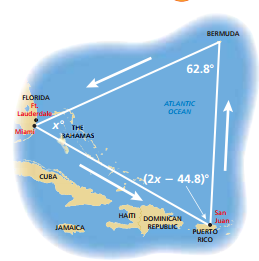 BERMUDA
62.8°
FLORIDA
Ft.
Lauderdale
Miami
x°
THE
BAHAMAS
ATLANTIC
OCEAN
CUBA
(2x − 44.8)°
HAITI
DOMINICAN
REPUBLIC
San
Juan
PUERTO
RICO
JAMAICA